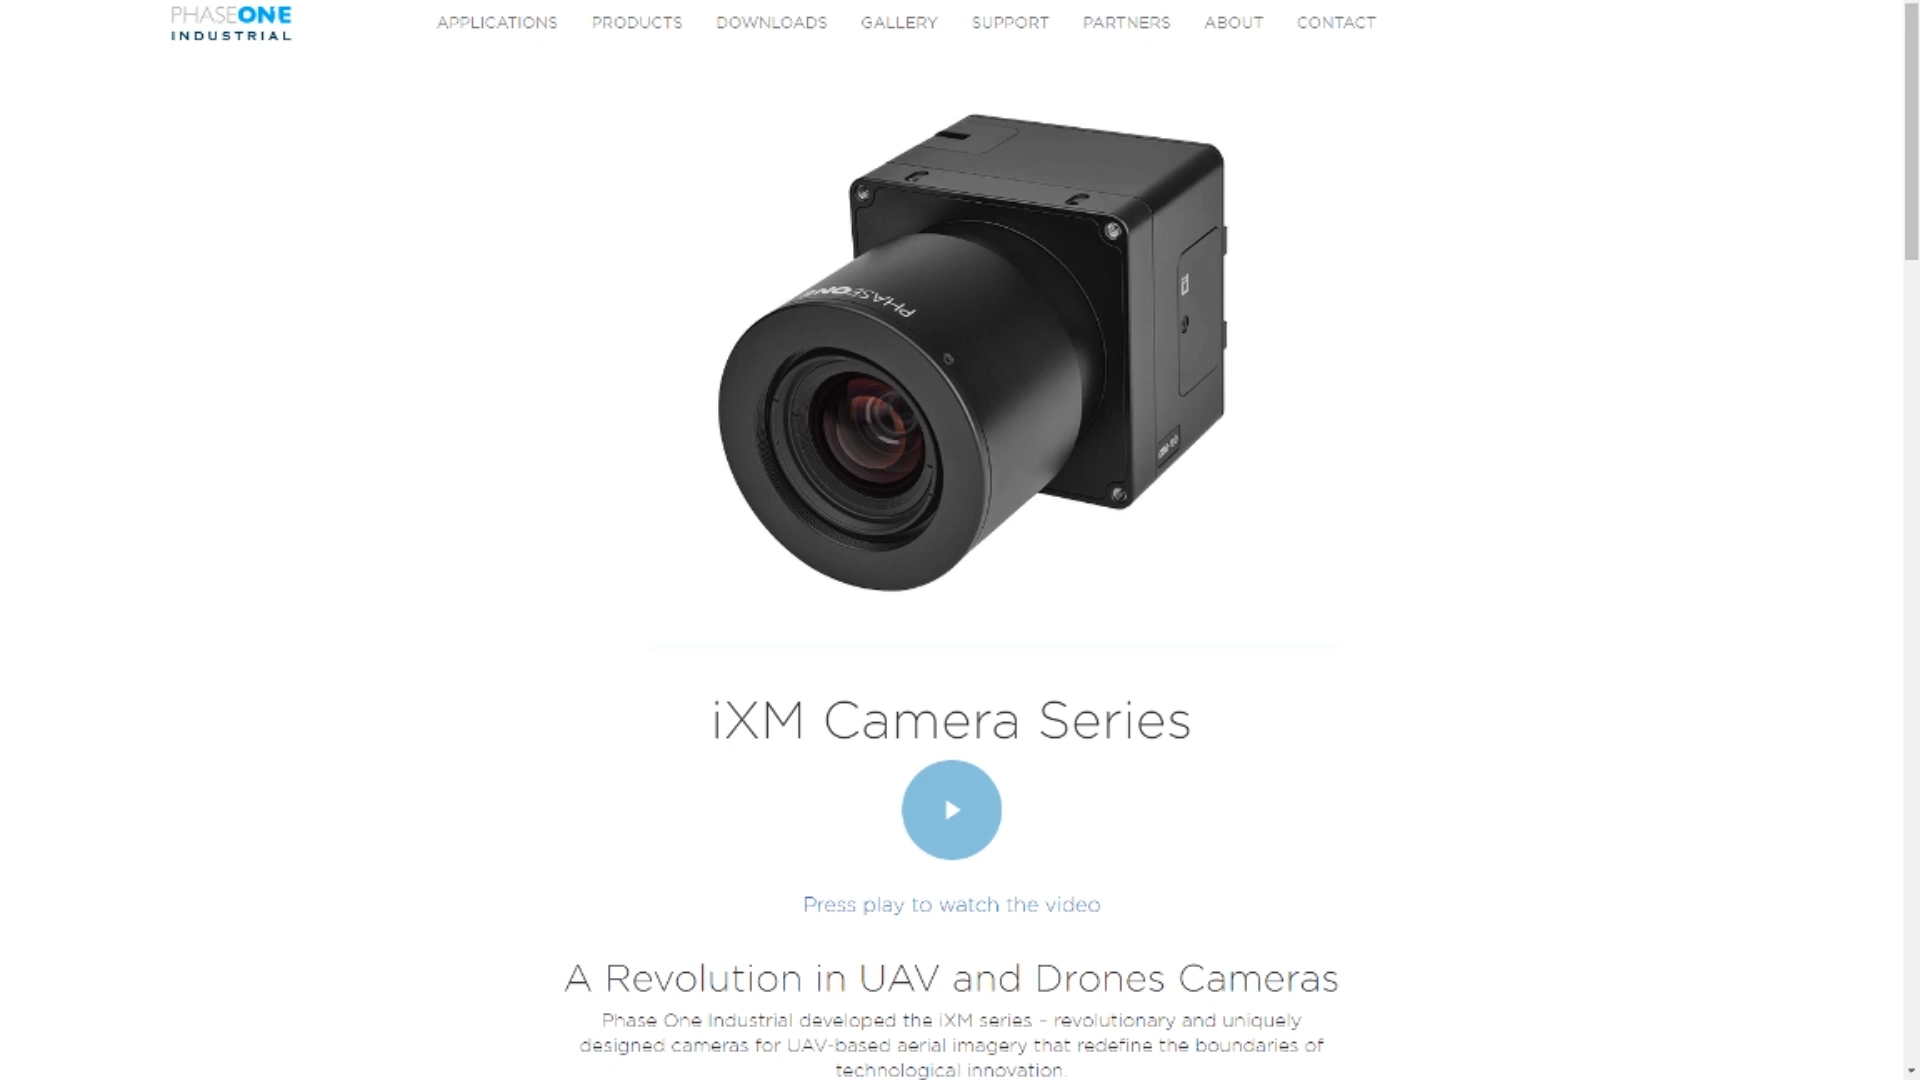 PHASEONE
INDUSTRIAL
APPLICATIONS PRODUCTS DOWNLOADS GALLERY SUPPORT PARTNERS ABOUT CONTACT
PHASEONE
iXM Camera Series
Press play to watch the video
A Revolution in UAV and Drones Cameras
Phase One Industrial developed the iXM series – revolutionary and uniquely
designed cameras for UAV-based aerial imagery that redefine the boundaries of
technological innovation.